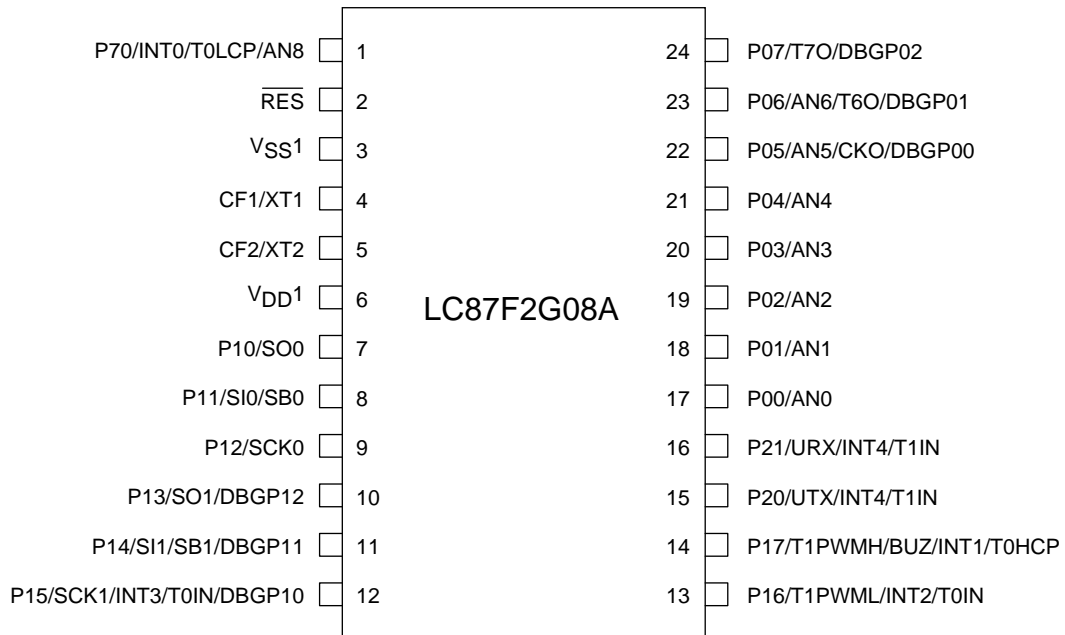 P70/INT0/T0LCP/AN8 1 24 P07/T7O/DBGP02
RES 2 23 P06/AN6/T6O/DBGP01
VSS1 3 22 P05/AN5/CKO/DBGP00
CF1/XT1 4 21 P04/AN4
CF2/XT2 5 20 P03/AN3
VDD1 6 19 P02/AN2
LC87F2G08A
P10/SO0 7 18 P01/AN1
P11/SI0/SB0 8 17 P00/AN0
P12/SCK0 9 16 P21/URX/INT4/T1IN
P13/SO1/DBGP12 10 15 P20/UTX/INT4/T1IN
P14/SI1/SB1/DBGP11 11 14 P17/T1PWMH/BUZ/INT1/T0HCP
P15/SCK1/INT3/T0IN/DBGP10 12 13 P16/T1PWML/INT2/T0IN